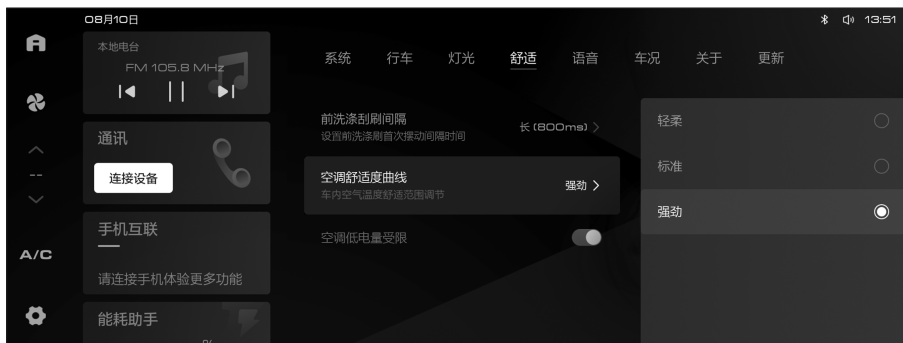 08月10日
13:51
本地电台
FM 105.8 MHz
通讯
连接设备
手机互联
请连接手机体验更多功能
能耗助手
--
A/C
系统
行车
灯光
舒适
语音
车况
关于
更新
前洗涤刮刷间隔
设置前洗涤刷首次摆动间隔时间
长 (800ms)
空调舒适度曲线
车内空气温度舒适范围调节
强劲
空调低电量受限
轻柔
标准
强劲